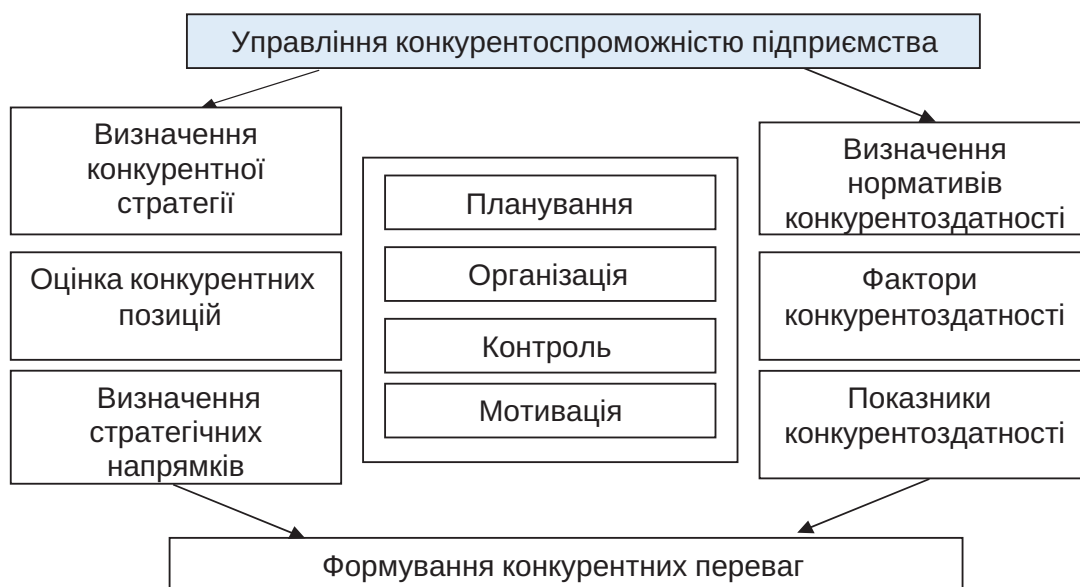 Управління конкурентоспроможністю підприємства
Визначення
конкурентної
стратегії
Оцінка конкурентних
позицій
Визначення
стратегічних
напрямків
Планування
Організація
Контроль
Мотивація
Визначення
нормативів
конкурентоздатності
Фактори
конкурентоздатності
Показники
конкурентоздатності
Формування конкурентних переваг